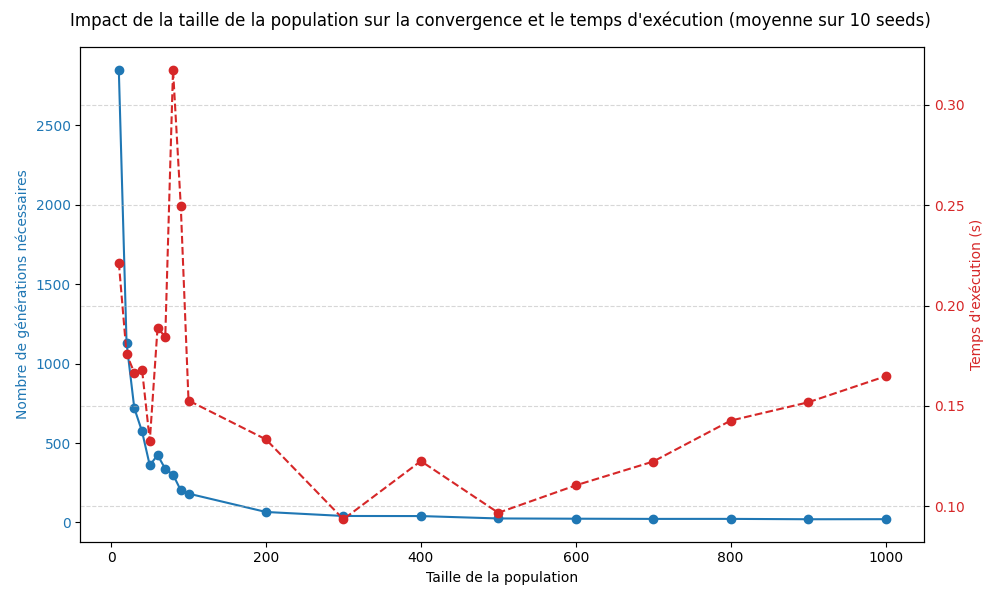 Impact de la taille de la population sur la convergence et le temps d'exécution (moyenne sur 10 seeds)
Nombre de générations nécessaires
2500
2000
1500
1000
500
0
0.30
0.25
0.20
0.15
0.10
Temps d'exécution (s)
0 200 400 600 800 1000
Taille de la population